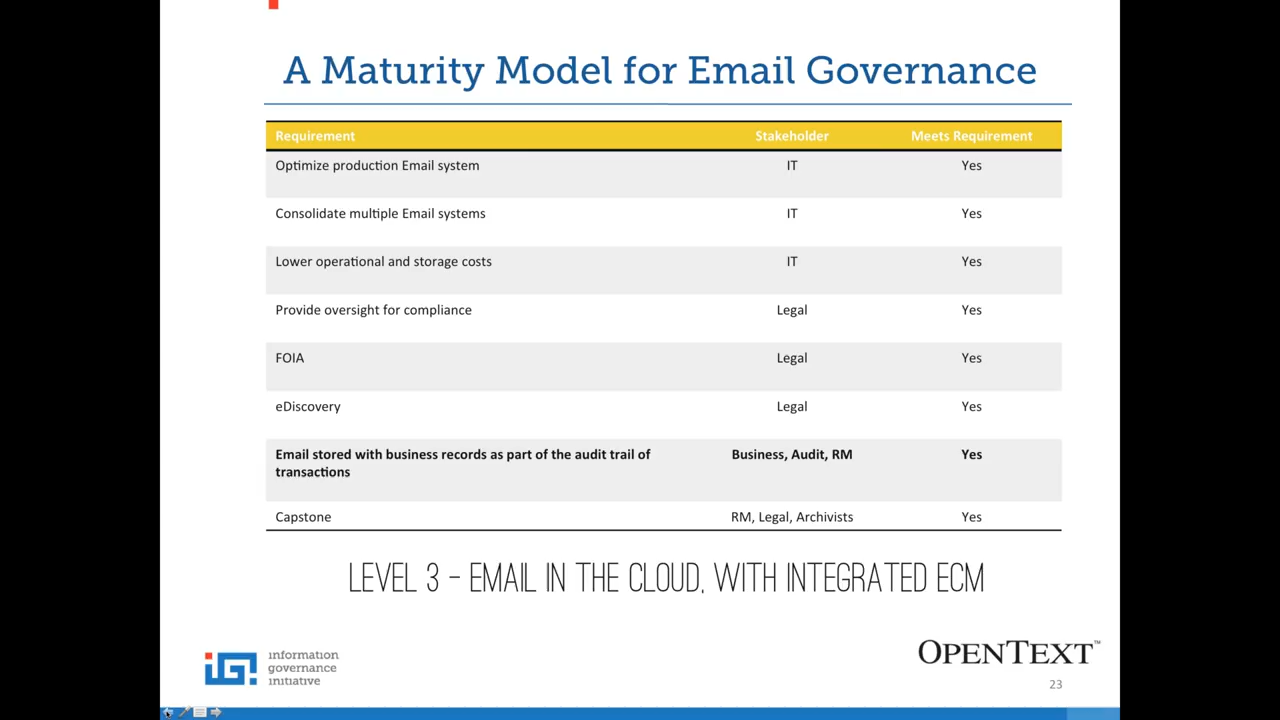 A Maturity Model for Email Governance
Requirement Stakeholder Meets Requirement
Optimize production Email system IT Yes
Consolidate multiple Email systems IT Yes
Lower operational and storage costs IT Yes
Provide oversight for compliance Legal Yes
FOIA Legal Yes
eDiscovery Legal Yes
Email stored with business records as part of the audit trail of Business, Audit, RM Yes
transactions
Capstone RM, Legal, Archivists Yes
LEVEL 3 - EMAIL IN THE CLOUD, WITH INTEGRATED ECM
iG!
information
governance
initiative
OPENTEXT™
23